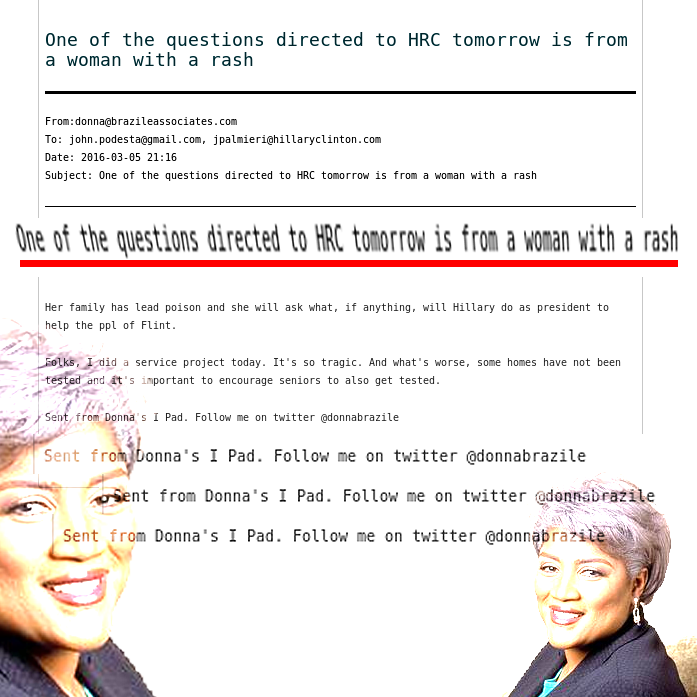 One of the questions directed to HRC tomorrow is from
a woman with a rash
From:donna@brazileassociates.com
To: john.podesta@gmail.com, jpalmieri@hillaryclinton.com
Date: 2016-03-05 21:16
Subject: One of the questions directed to HRC tomorrow is from a woman with a rash
One of the questions directed to HRC tomorrow is from a woman with a rash
Her family has lead poison and she will ask what, if anything, will Hillary do as president to
help the ppl of Flint.
Folks, I did a service project today. It's so tragic. And what's worse, some homes have not been
tested and it's important to encourage seniors to also get tested.
Sent from Donna's I Pad. Follow me on twitter @donnabrazile
Sent from Donna's I Pad. Follow me on twitter @donnabrazile
Sent from Donna's I Pad. Follow me on twitter @donnabrazile
Sent from Donna's I Pad. Follow me on twitter @donnabrazile